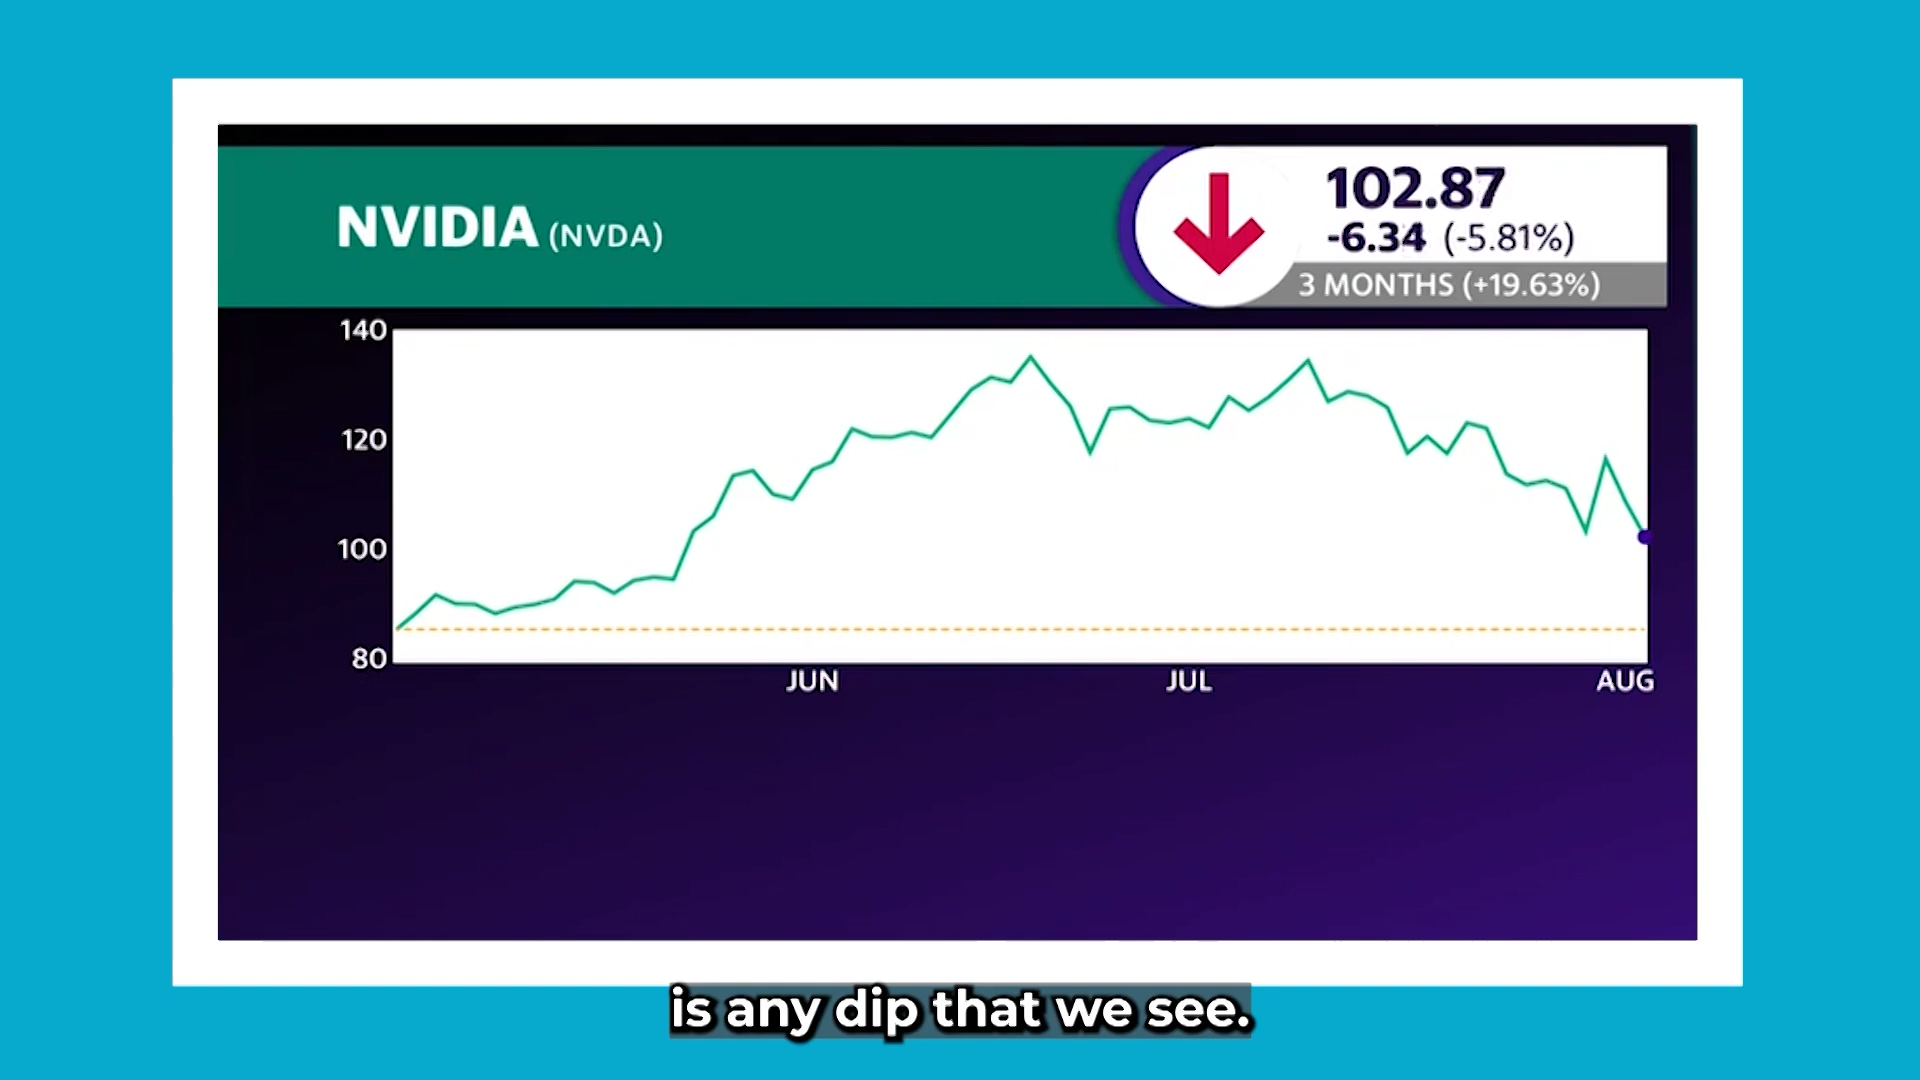 NVIDIA (NVDA)
102.87
-6.34 (-5.81%)
3 MONTHS (+19.63%)
140
120
100
80
JUN JUL AUG
is any dip that we see.